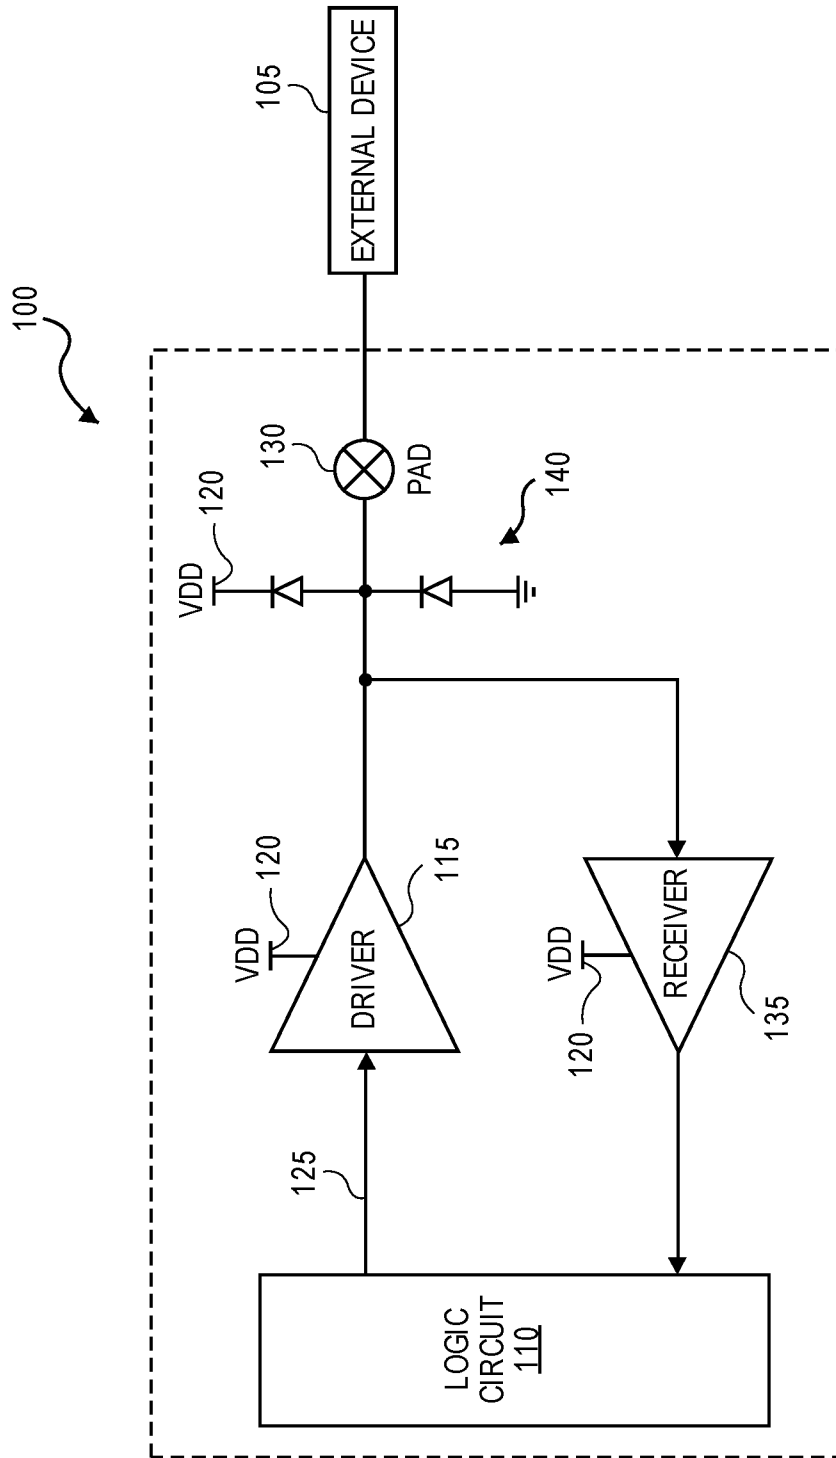 100
LOGIC
CIRCUIT
110
125
VDD
120
DRIVER
115
VDD
120
RECEIVER
135
VDD
120
140
130
PAD
105
EXTERNAL DEVICE